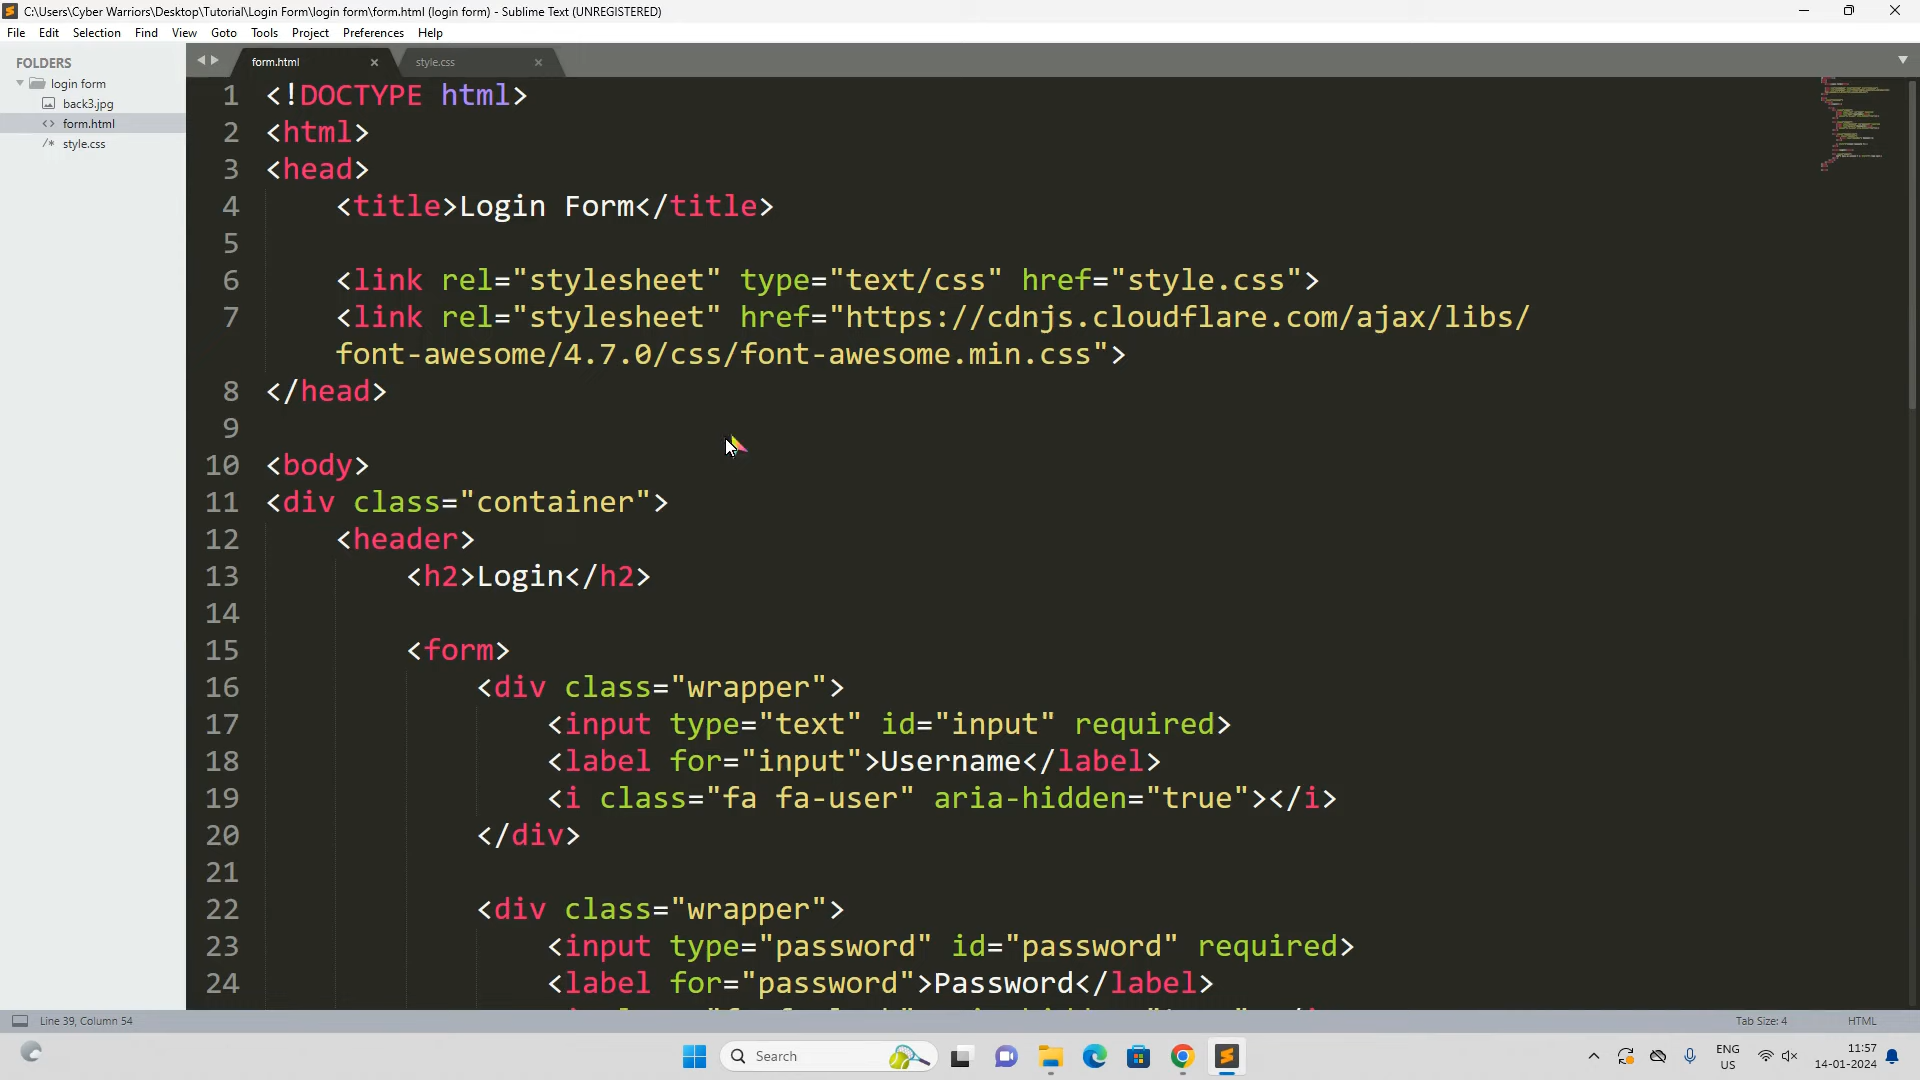 C:\Users\Cyber Warriors\Desktop\Tutorial\Login Form\login form\form.html (login form) - Sublime Text (UNREGISTERED)
File Edit Selection Find View Goto Tools Project Preferences Help
FOLDERS
login form
back3.jpg
form.html
style.css
form.html style.css
1 <!DOCTYPE html>
2 <html>
3 <head>
4 <title>Login Form</title>
5
6 <link rel="stylesheet" type="text/css" href="style.css">
7 <link rel="stylesheet" href="https://cdnjs.cloudflare.com/ajax/libs/
font-awesome/4.7.0/css/font-awesome.min.css">
8 </head>
9
10 <body>
11 <div class="container">
12 <header>
13 <h2>Login</h2>
14
15 <form>
16 <div class="wrapper">
17 <input type="text" id="input" required>
18 <label for="input">Username</label>
19 <i class="fa fa-user" aria-hidden="true"></i>
20 </div>
21
22 <div class="wrapper">
23 <input type="password" id="password" required>
24 <label for="password">Password</label>
Line 39, Column 54 Tab Size: 4 HTML
Search
ENG
US
11:57
14-01-2024